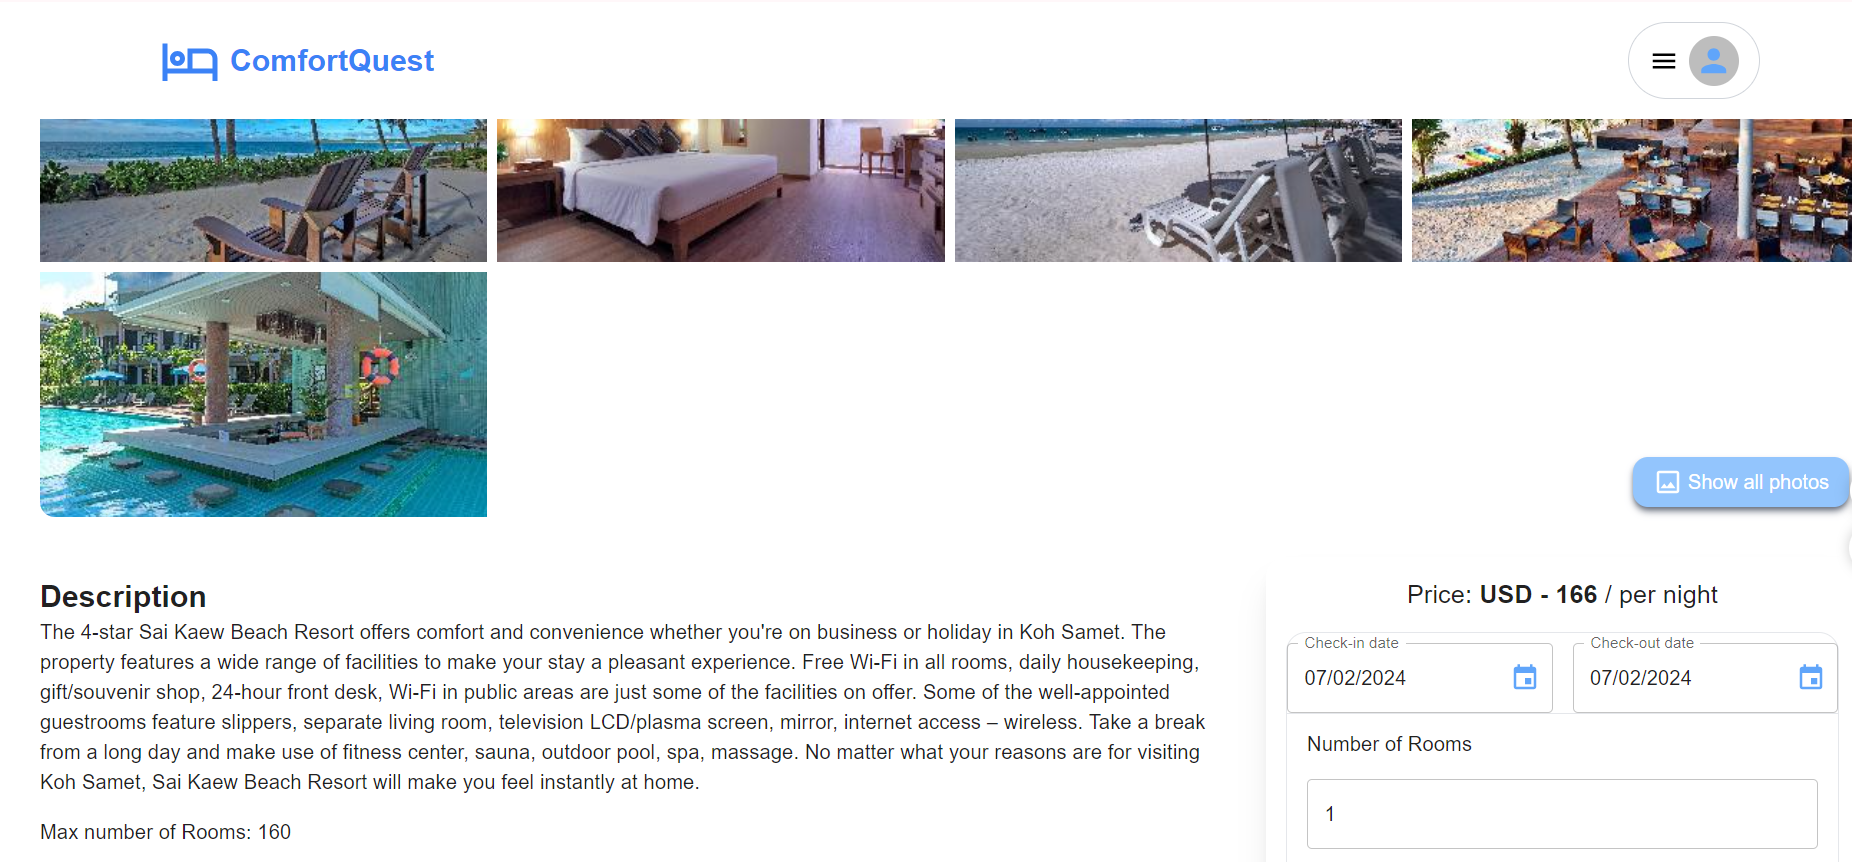 ComfortQuest
Show all photos
Description
The 4-star Sai Kaew Beach Resort offers comfort and convenience whether you're on business or holiday in Koh Samet. The
property features a wide range of facilities to make your stay a pleasant experience. Free Wi-Fi in all rooms, daily housekeeping,
gift/souvenir shop, 24-hour front desk, Wi-Fi in public areas are just some of the facilities on offer. Some of the well-appointed
guestrooms feature slippers, separate living room, television LCD/plasma screen, mirror, internet access – wireless. Take a break
from a long day and make use of fitness center, sauna, outdoor pool, spa, massage. No matter what your reasons are for visiting
Koh Samet, Sai Kaew Beach Resort will make you feel instantly at home.
Max number of Rooms: 160
Price: USD - 166 / per night
Check-in date
07/02/2024
Check-out date
07/02/2024
Number of Rooms
1